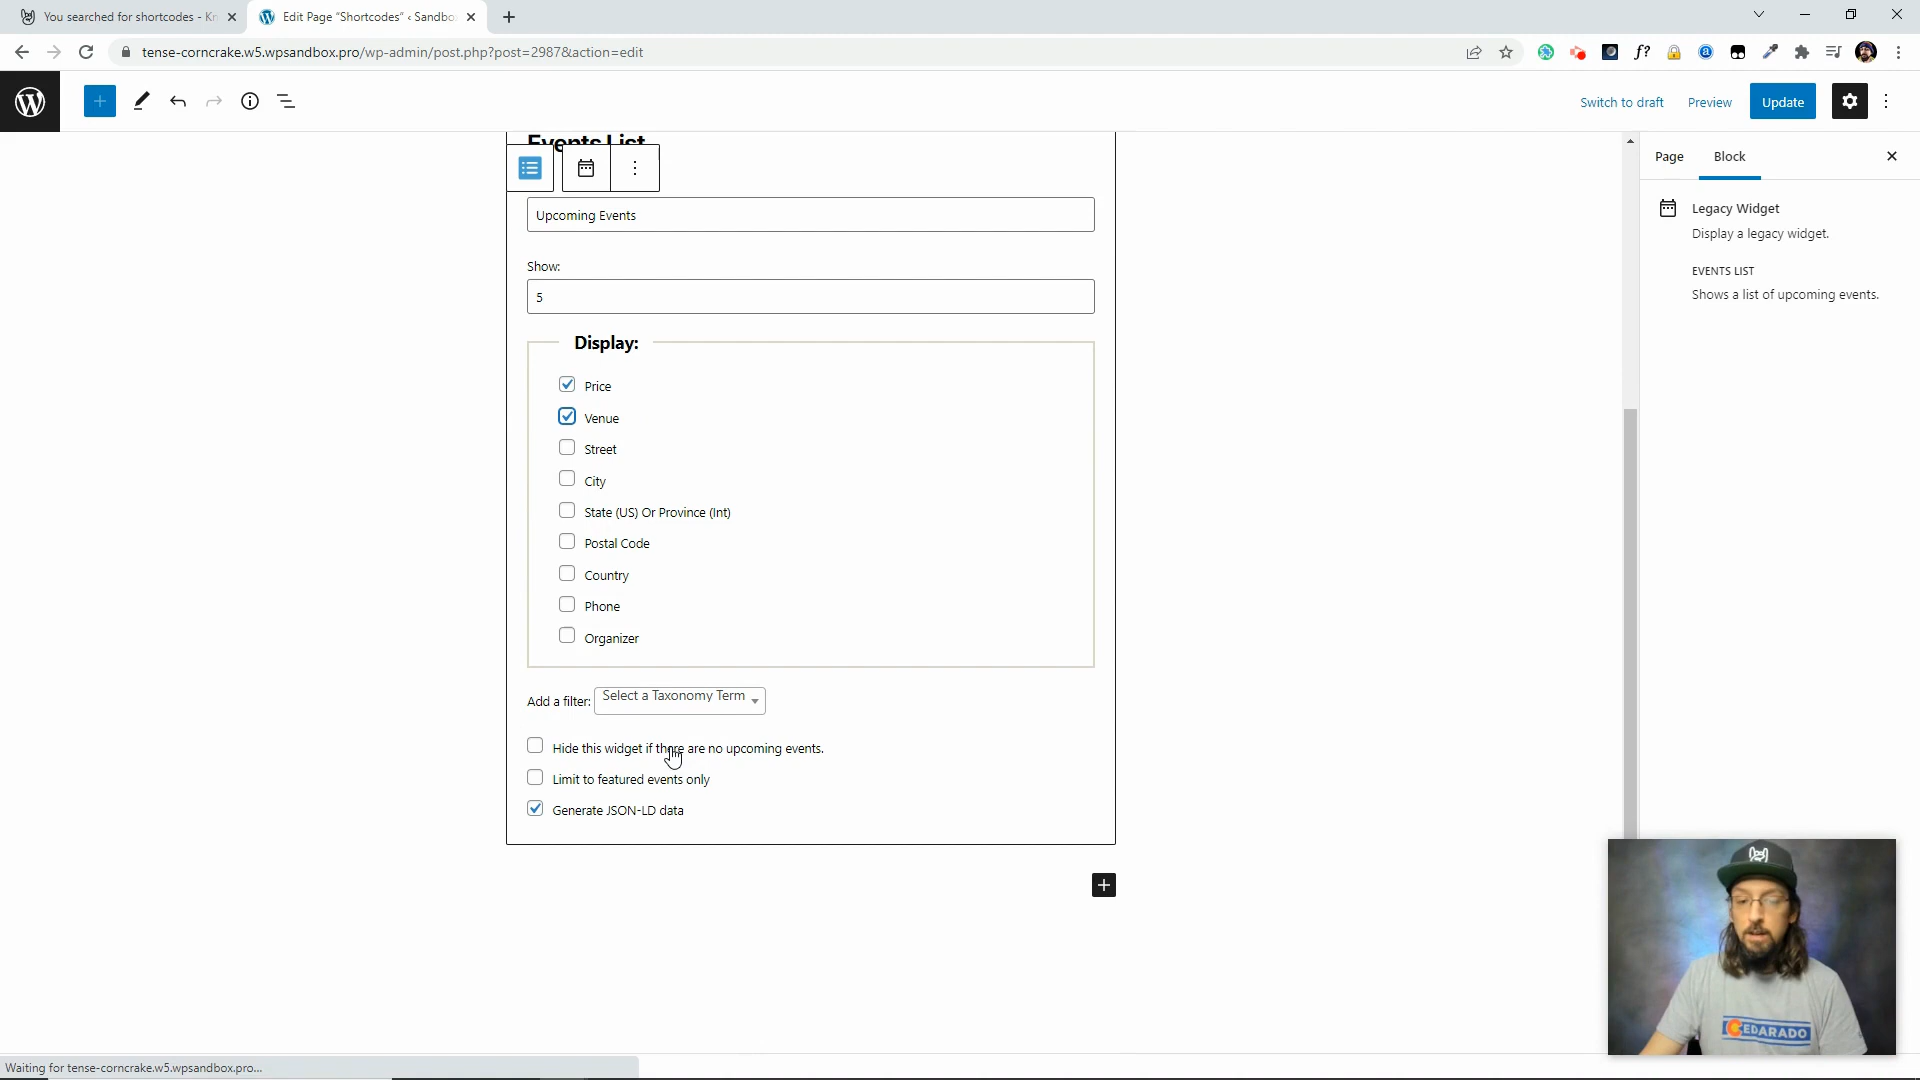 You searched for shortcodes - Kn
Edit Page "Shortcodes" ‹ Sandbo
tense-corncrake.w5.wpsandbox.pro/wp-admin/post.php?post=2987&action=edit
Switch to draft
Preview
Update
Events List
Page
Block
Upcoming Events
Legacy Widget
Display a legacy widget.
EVENTS LIST
Shows a list of upcoming events.
Show:
5
Display:
Price
Venue
Street
City
State (US) Or Province (Int)
Postal Code
Country
Phone
Organizer
Add a filter: Select a Taxonomy Term
Hide this widget if there are no upcoming events.
Limit to featured events only
Generate JSON-LD data
CEDARADO
Waiting for tense-corncrake.w5.wpsandbox.pro...